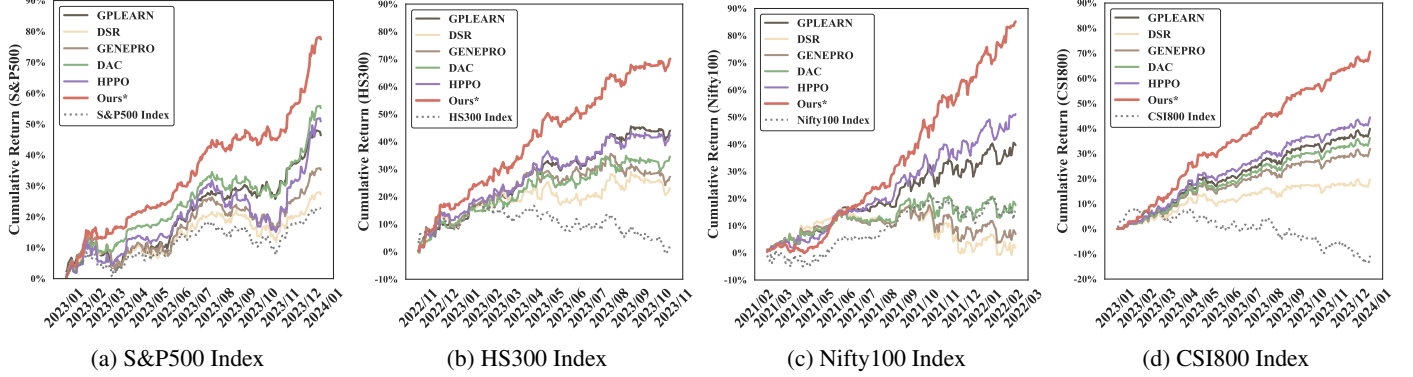 Cumulative Return (S&P500)
90%
80%
70%
60%
50%
40%
30%
20%
10%
0%
GPLEARN
DSR
GENEPRO
DAC
HPPO
Ours*
S&P500 Index
2023/01
2023/02
2023/03
2023/04
2023/05
2023/06
2023/07
2023/08
2023/09
2023/10
2023/11
2023/12
2024/01
(a) S&P500 Index
Cumulative Return (HS300)
90%
80%
70%
60%
50%
40%
30%
20%
10%
0%
-10%
GPLEARN
DSR
GENEPRO
DAC
HPPO
Ours*
HS300 Index
2022/11
2022/12
2023/01
2023/02
2023/03
2023/04
2023/05
2023/06
2023/07
2023/08
2023/09
2023/10
2023/11
(b) HS300 Index
Cumulative Return (Nifty100)
90%
80%
70%
60%
50%
40%
30%
20%
10%
0%
-10%
GPLEARN
DSR
GENEPRO
DAC
HPPO
Ours*
Nifty100 Index
2021/02
2021/03
2021/04
2021/05
2021/06
2021/07
2021/08
2021/09
2021/10
2021/11
2021/12
2022/01
2022/02
2022/03
(c) Nifty100 Index
Cumulative Return (CSI800)
90%
80%
70%
60%
50%
40%
30%
20%
10%
0%
-10%
-20%
GPLEARN
DSR
GENEPRO
DAC
HPPO
Ours*
CSI800 Index
2023/01
2023/02
2023/03
2023/04
2023/05
2023/06
2023/07
2023/08
2023/09
2023/10
2023/11
2023/12
2024/01
(d) CSI800 Index